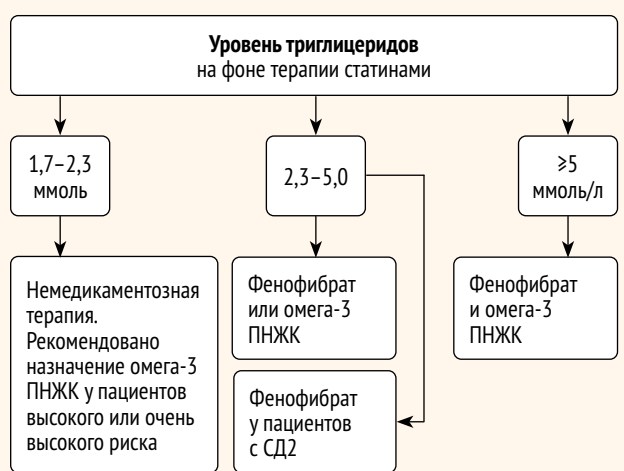 Уровень триглицеридов
на фоне терапии статинами
1,7–2,3
ммоль
2,3–5,0
⩾5
ммоль/л
Немедикаментозная
терапия.
Рекомендовано
назначение омега-3
ПНЖК у пациентов
высокого или очень
высокого риска
Фенофибрат
или омега-3
ПНЖК
Фенофибрат
у пациентов
с СД2
Фенофибрат
и омега-3
ПНЖК